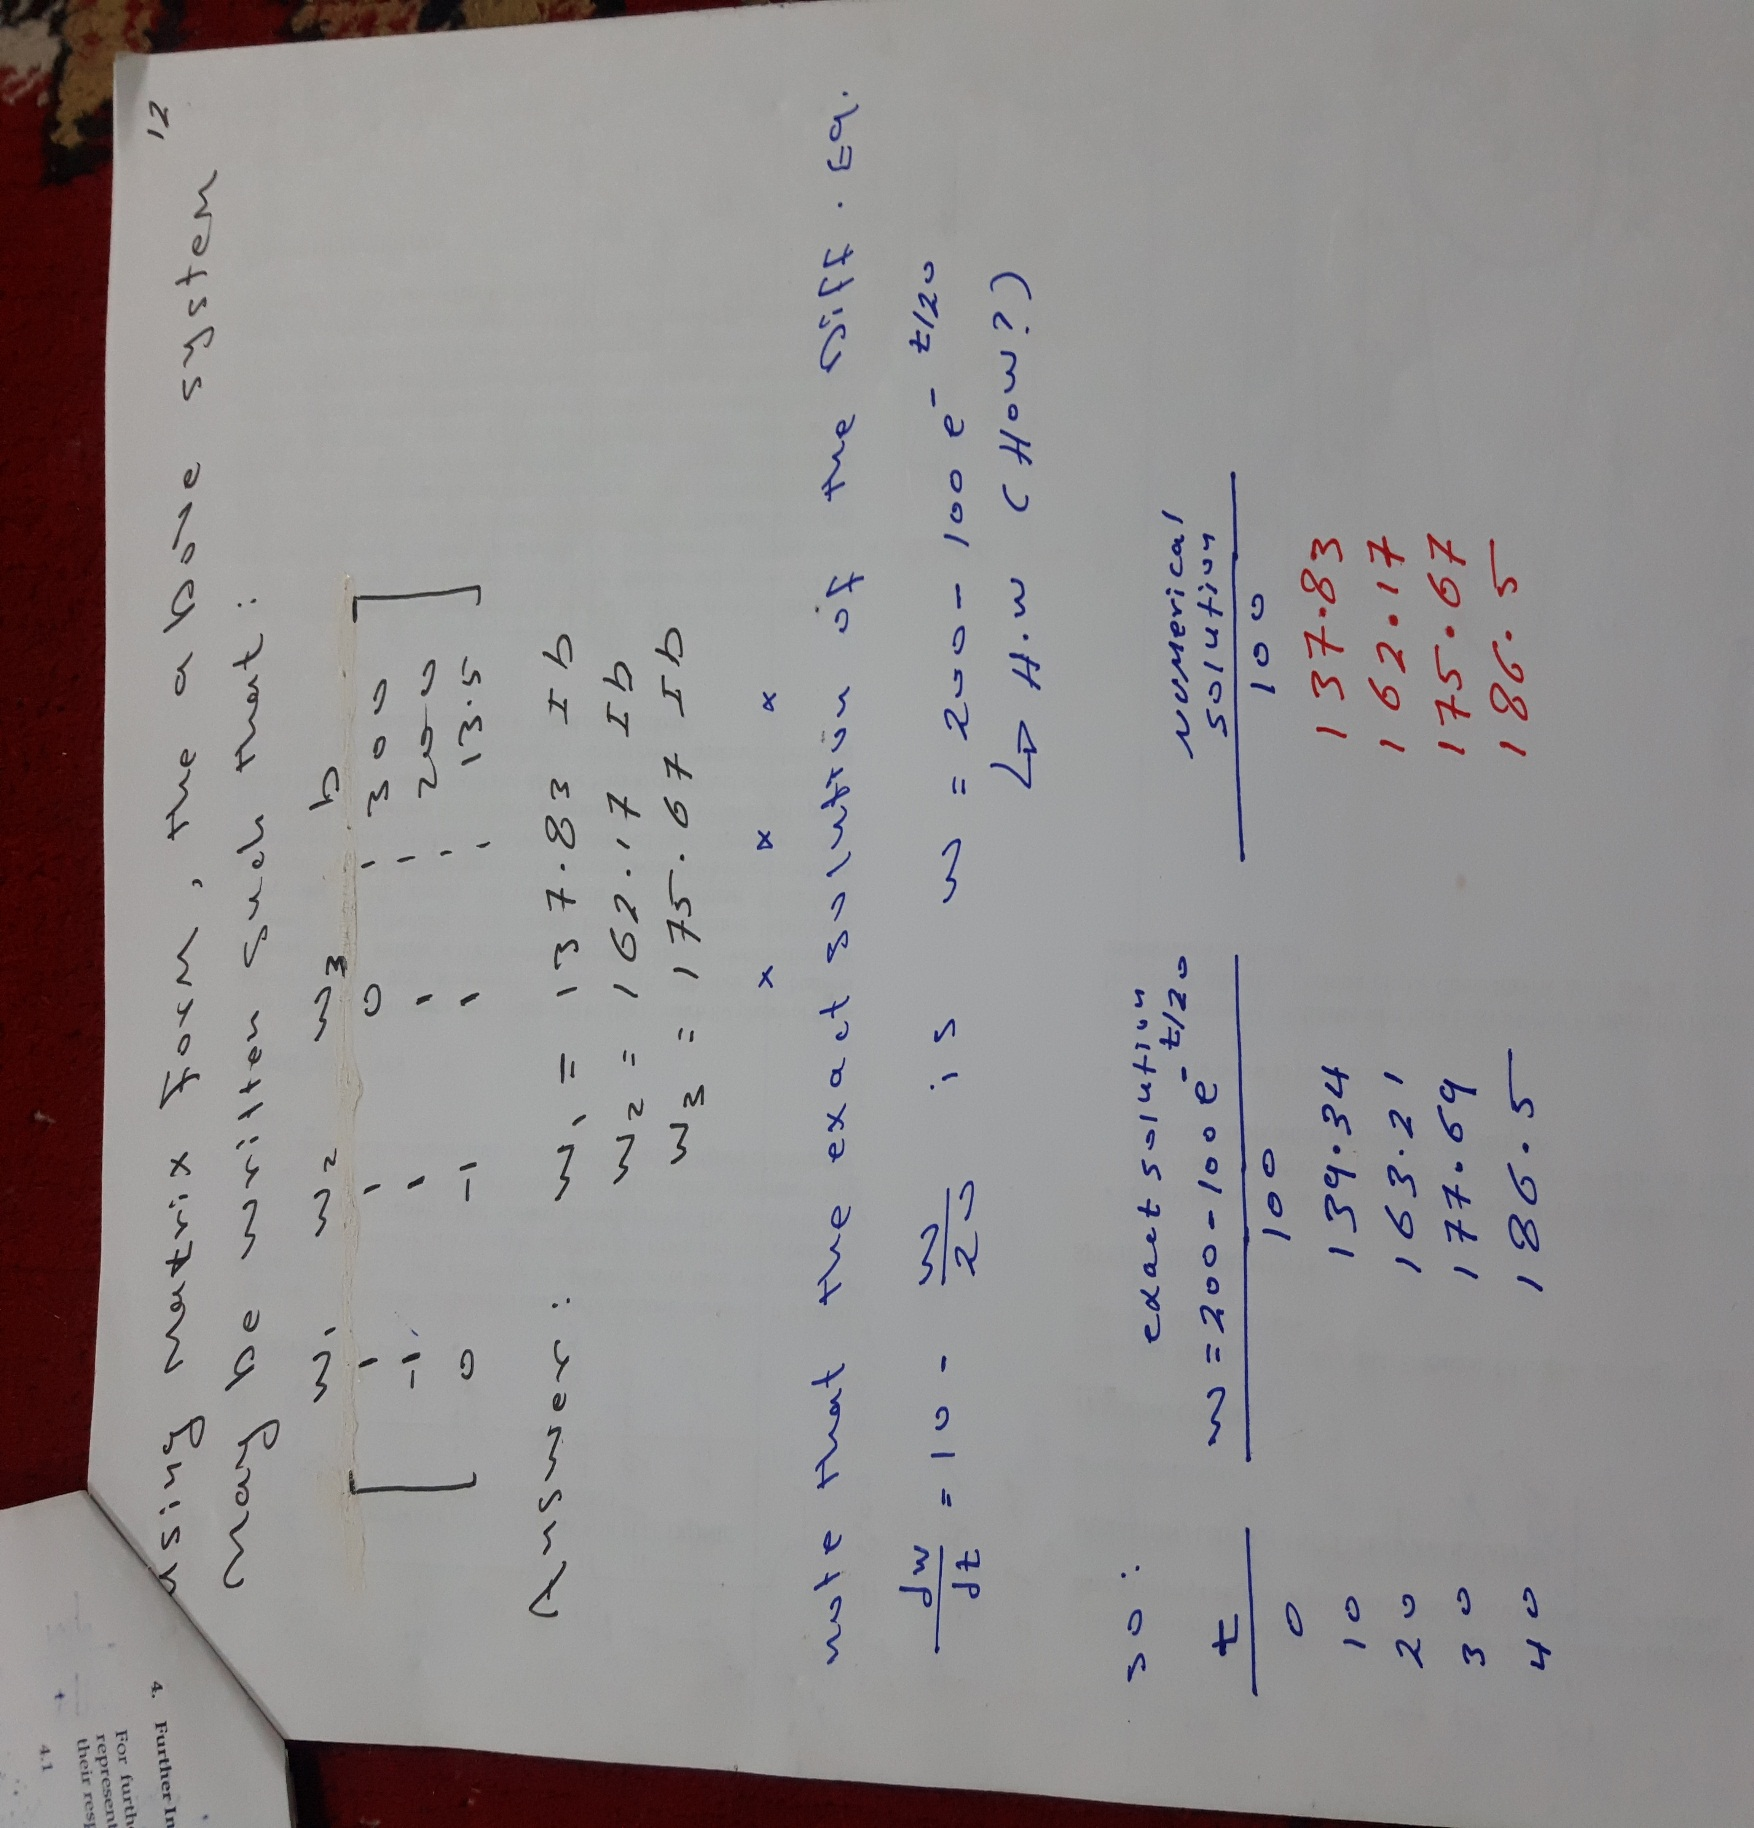 12
using matrix Form, the above system
may be written such that:
w1 w2 w3 b
[ 1 1 0 | 300 ]
[ -1 1 1 | 200 ]
[ 0 -1 1 | 13.5 ]
Answer: w1 = 137.83 Ib
w2 = 162.17 Ib
w3 = 175.67 Ib
x x x
note that the exact solution of the Diff. Eq.
dw/dt = 10 - w/20 is w = 200 - 100 e^-t/20
↳ H.w (How?)
so:
t exact solution w = 200 - 100 e^-t/20 numerical solution
0 100 100
10 139.34 137.83
20 163.21 162.17
30 177.69 175.67
40 186.5 186.5
4. Further In
For furth
represent
their resp
4.1